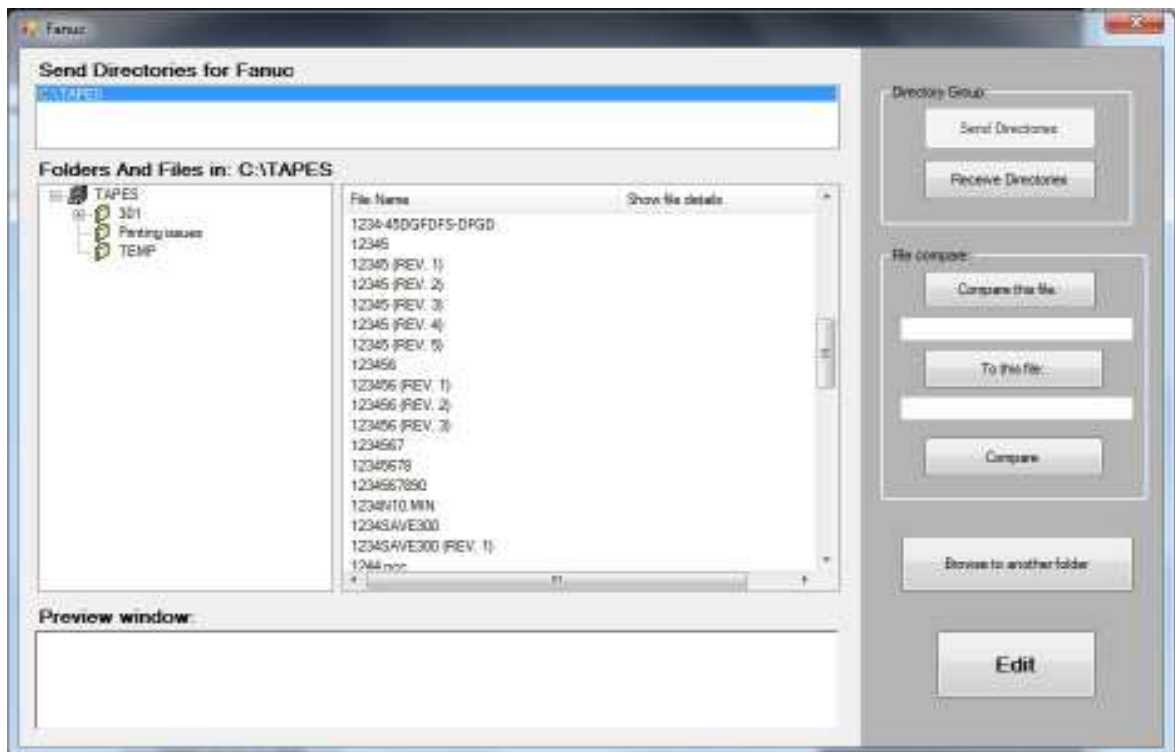 Fanuc
Send Directories for Fanuc
C:\TAPES
Folders And Files in: C:\TAPES
TAPES
301
Printing issues
TEMP
File Name
Show file details
1234-45DGFDFS-DFGD
12345
12345 (REV. 1)
12345 (REV. 2)
12345 (REV. 3)
12345 (REV. 4)
12345 (REV. 5)
123456
123456 (REV. 1)
123456 (REV. 2)
123456 (REV. 3)
1234567
12345678
1234567890
1234N10.MIN
1234SAVE300
1234SAVE300 (REV. 1)
Preview window:
Directory Group:
Send Directories
Receive Directories
File compare:
Compare this file:
To this file:
Compare
Browse to another folder
Edit